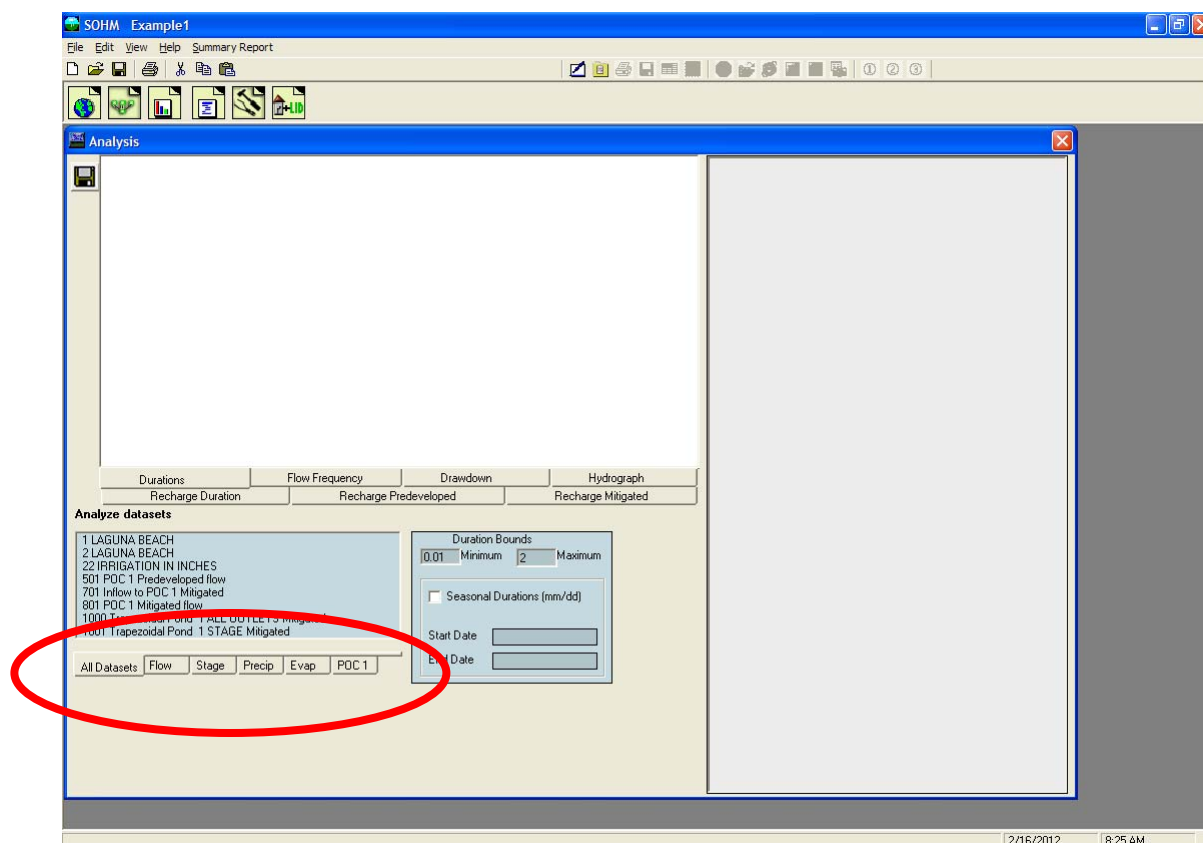 SOHM Example1
File Edit View Help Summary Report
+LID
Analysis
Durations Flow Frequency Drawdown Hydrograph
Recharge Duration Recharge Predeveloped Recharge Mitigated
Analyze datasets
1 LAGUNA BEACH
2 LAGUNA BEACH
22 IRRIGATION IN INCHES
501 POC 1 Predeveloped flow
701 Inflow to POC 1 Mitigated
801 POC 1 Mitigated flow
1000 Trapezoidal Pond 1 ALL OUTLETS Mitigated
1001 Trapezoidal Pond 1 STAGE Mitigated
All Datasets Flow Stage Precip Evap POC 1
Duration Bounds
0.01 Minimum 2 Maximum
Seasonal Durations (mm/dd)
Start Date
End Date
2/16/2012 8:25 AM